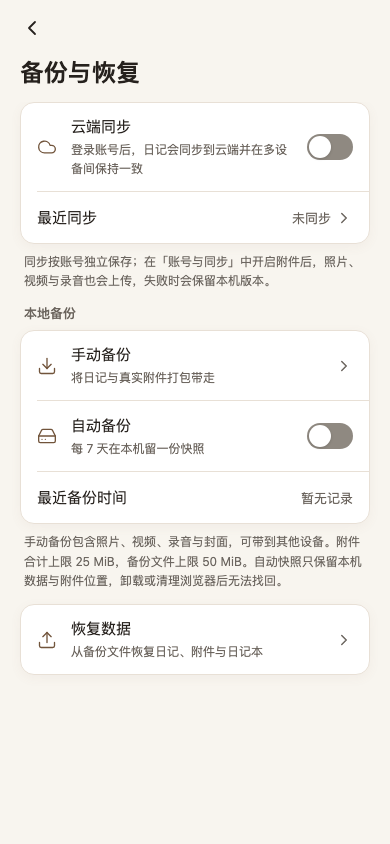 备份与恢复
云端同步
登录账号后，日记会同步到云端并在多设
备间保持一致
最近同步
未同步
同步按账号独立保存；在「账号与同步」中开启附件后，照片、
视频与录音也会上传，失败时会保留本机版本。
本地备份
手动备份
将日记与真实附件打包带走
自动备份
每 7 天在本机留一份快照
最近备份时间
暂无记录
手动备份包含照片、视频、录音与封面，可带到其他设备。附件
合计上限 25 MiB，备份文件上限 50 MiB。自动快照只保留本机
数据与附件位置，卸载或清理浏览器后无法找回。
恢复数据
从备份文件恢复日记、附件与日记本